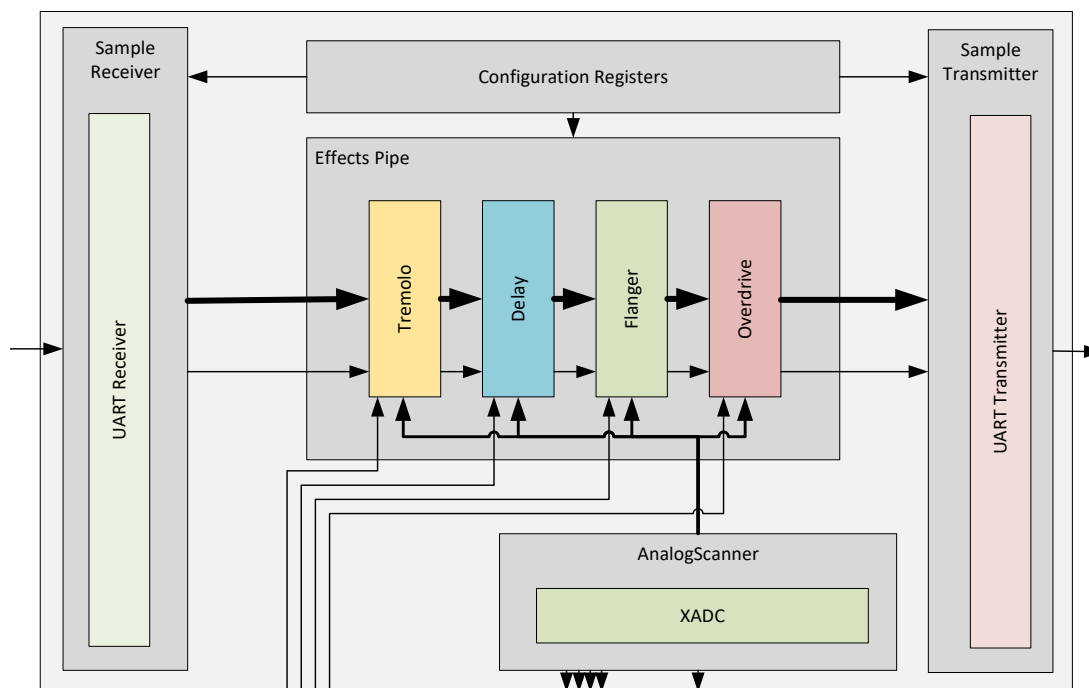 Sample
Receiver
UART Receiver
Configuration Registers
Effects Pipe
Tremolo
Delay
Flanger
Overdrive
Sample
Transmitter
UART Transmitter
AnalogScanner
XADC